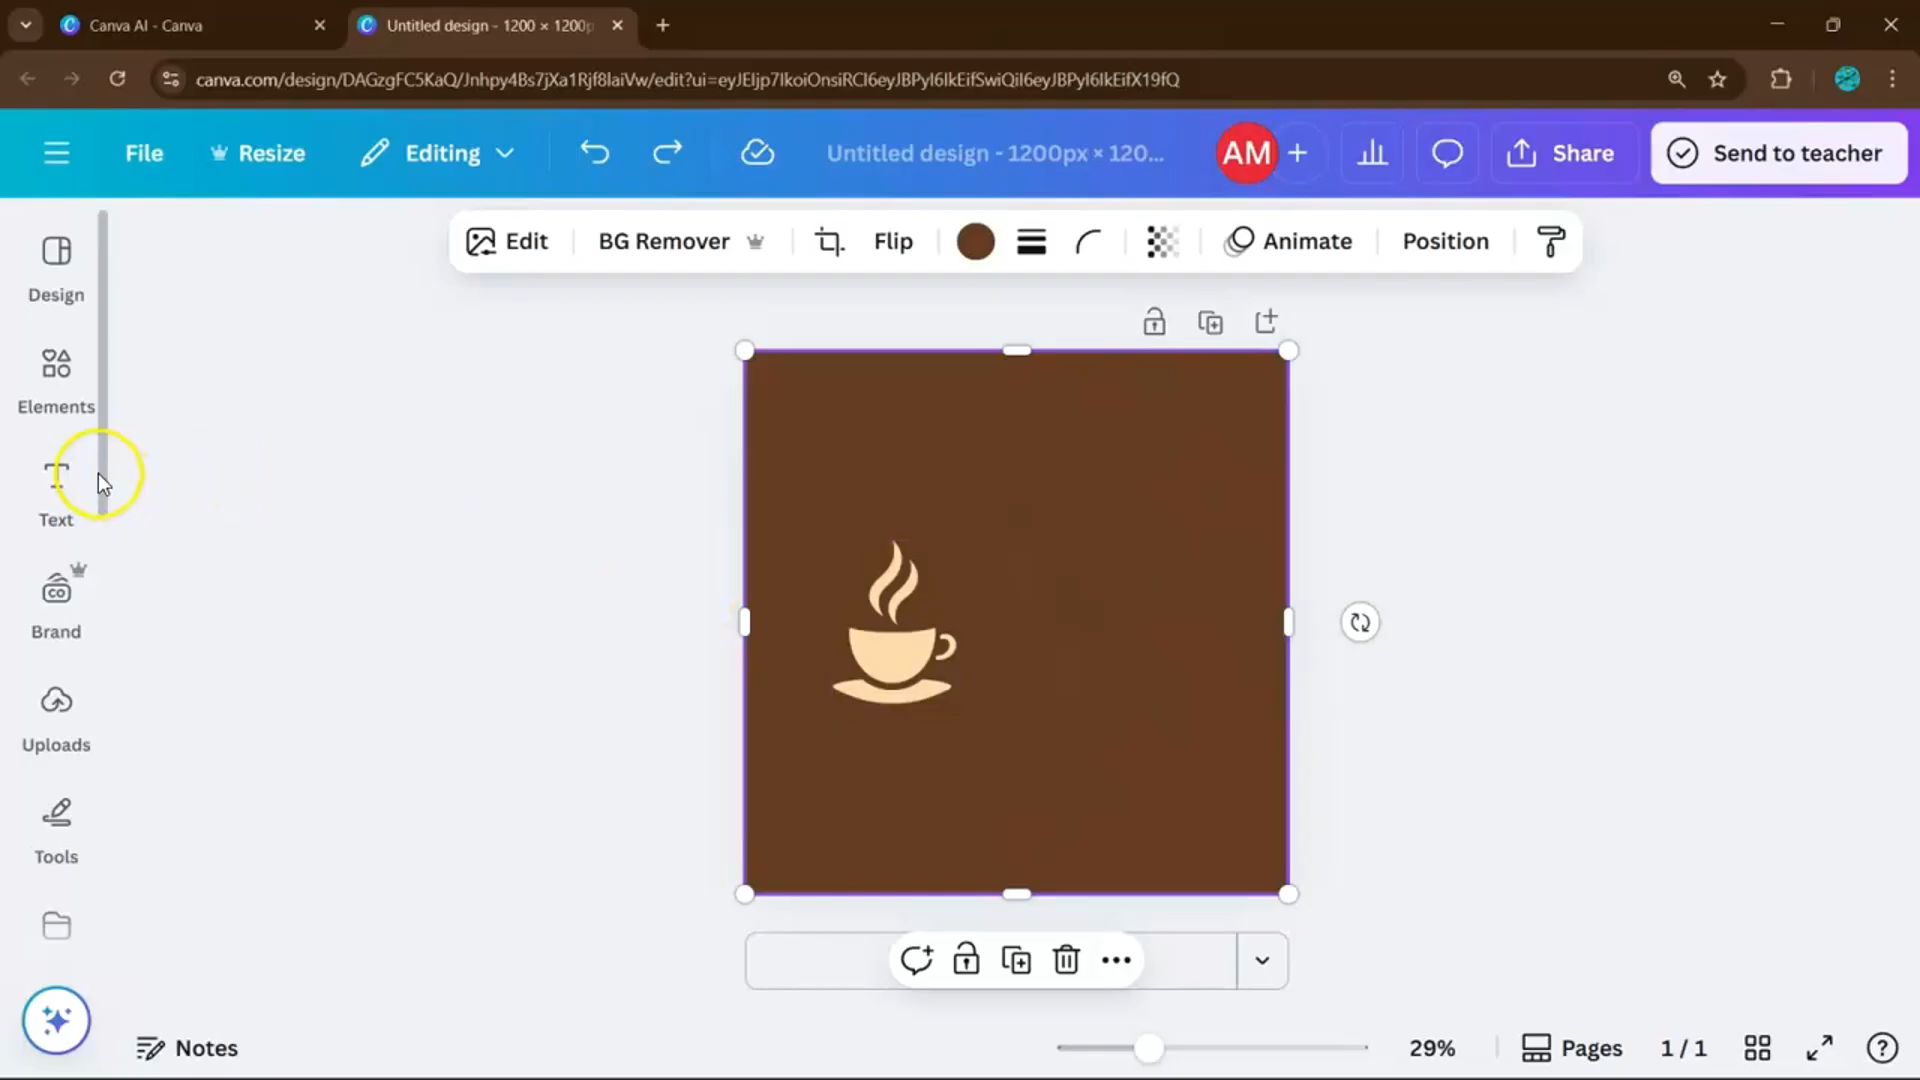 Canva AI - Canva
Untitled design - 1200 × 1200p
canva.com/design/DAGzgFC5KaQ/Jnhpy4Bs7jXa1Rjf8laiVw/edit?ui=eyJEIjp7IkoiOnsiRCI6eyJBPyI6IkEifSwiQiI6eyJBPyI6IkEifX19fQ
File
Resize
Editing
Untitled design - 1200px × 120...
AM
Share
Send to teacher
Edit
BG Remover
Flip
Animate
Position
Design
Elements
Text
CO
Brand
Uploads
Tools
Notes
29%
Pages
1 / 1